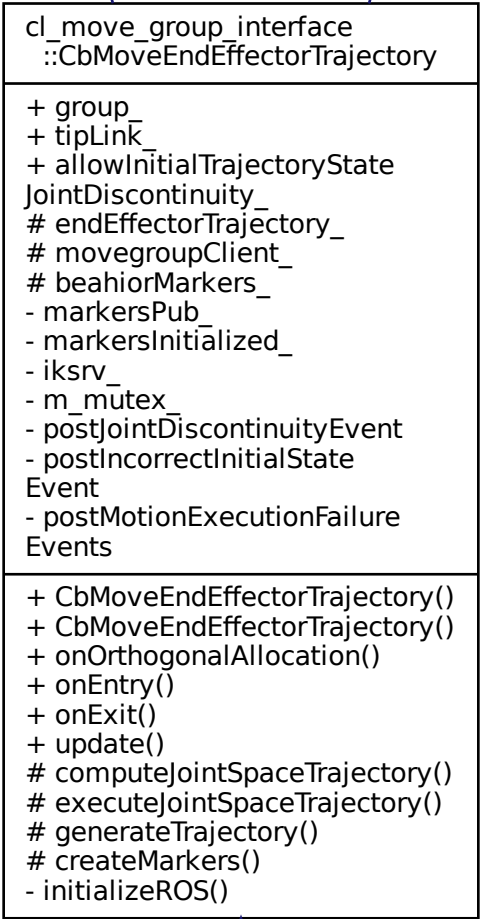 cl_move_group_interface
::CbMoveEndEffectorTrajectory
+ group_
+ tipLink_
+ allowInitialTrajectoryState
JointDiscontinuity_
# endEffectorTrajectory_
# movegroupClient_
# beahiorMarkers_
- markersPub_
- markersInitialized_
- iksrv_
- m_mutex_
- postJointDiscontinuityEvent
- postIncorrectInitialState
Event
- postMotionExecutionFailure
Events
+ CbMoveEndEffectorTrajectory()
+ CbMoveEndEffectorTrajectory()
+ onOrthogonalAllocation()
+ onEntry()
+ onExit()
+ update()
# computeJointSpaceTrajectory()
# executeJointSpaceTrajectory()
# generateTrajectory()
# createMarkers()
- initializeROS()